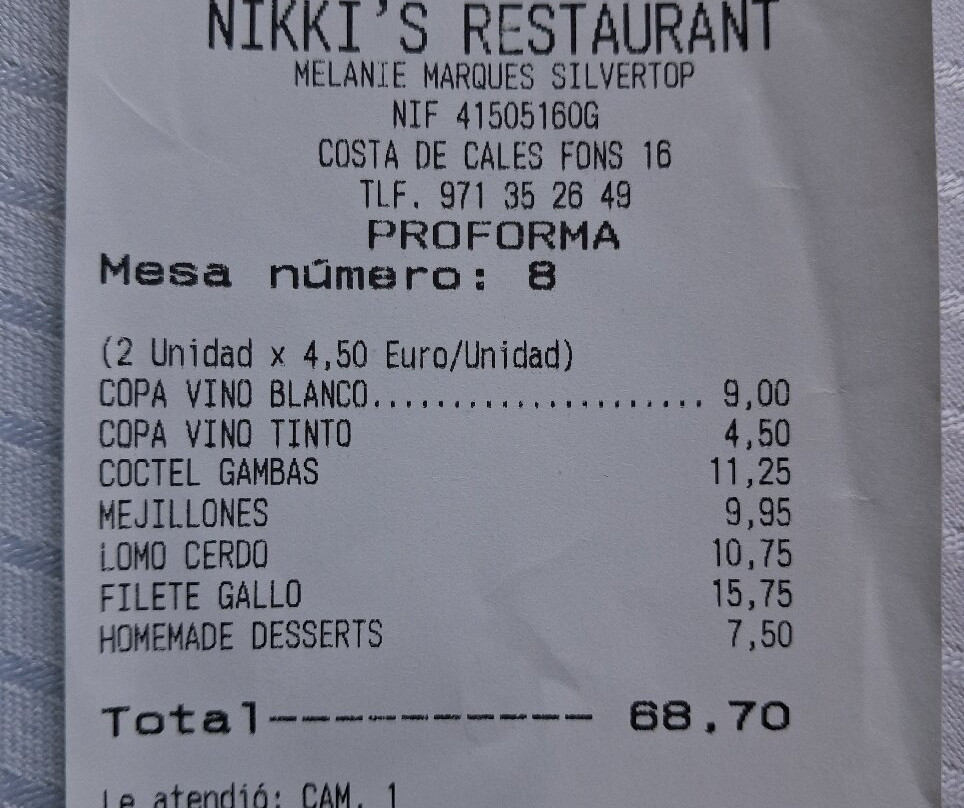 NIKKI'S RESTAURANT
MELANIE MARQUES SILVERTOP
NIF 41505160G
COSTA DE CALES FONS 16
TLF. 971 35 26 49
PROFORMA
Mesa número: 8
(2 Unidad x 4,50 Euro/Unidad)
COPA VINO BLANCO..................... 9,00
COPA VINO TINTO 4,50
COCTEL GAMBAS 11,25
MEJILLONES 9,95
LOMO CERDO 10,75
FILETE GALLO 15,75
HOMEMADE DESSERTS 7,50
Total----------- 68,70
Le atendió: CAM. 1